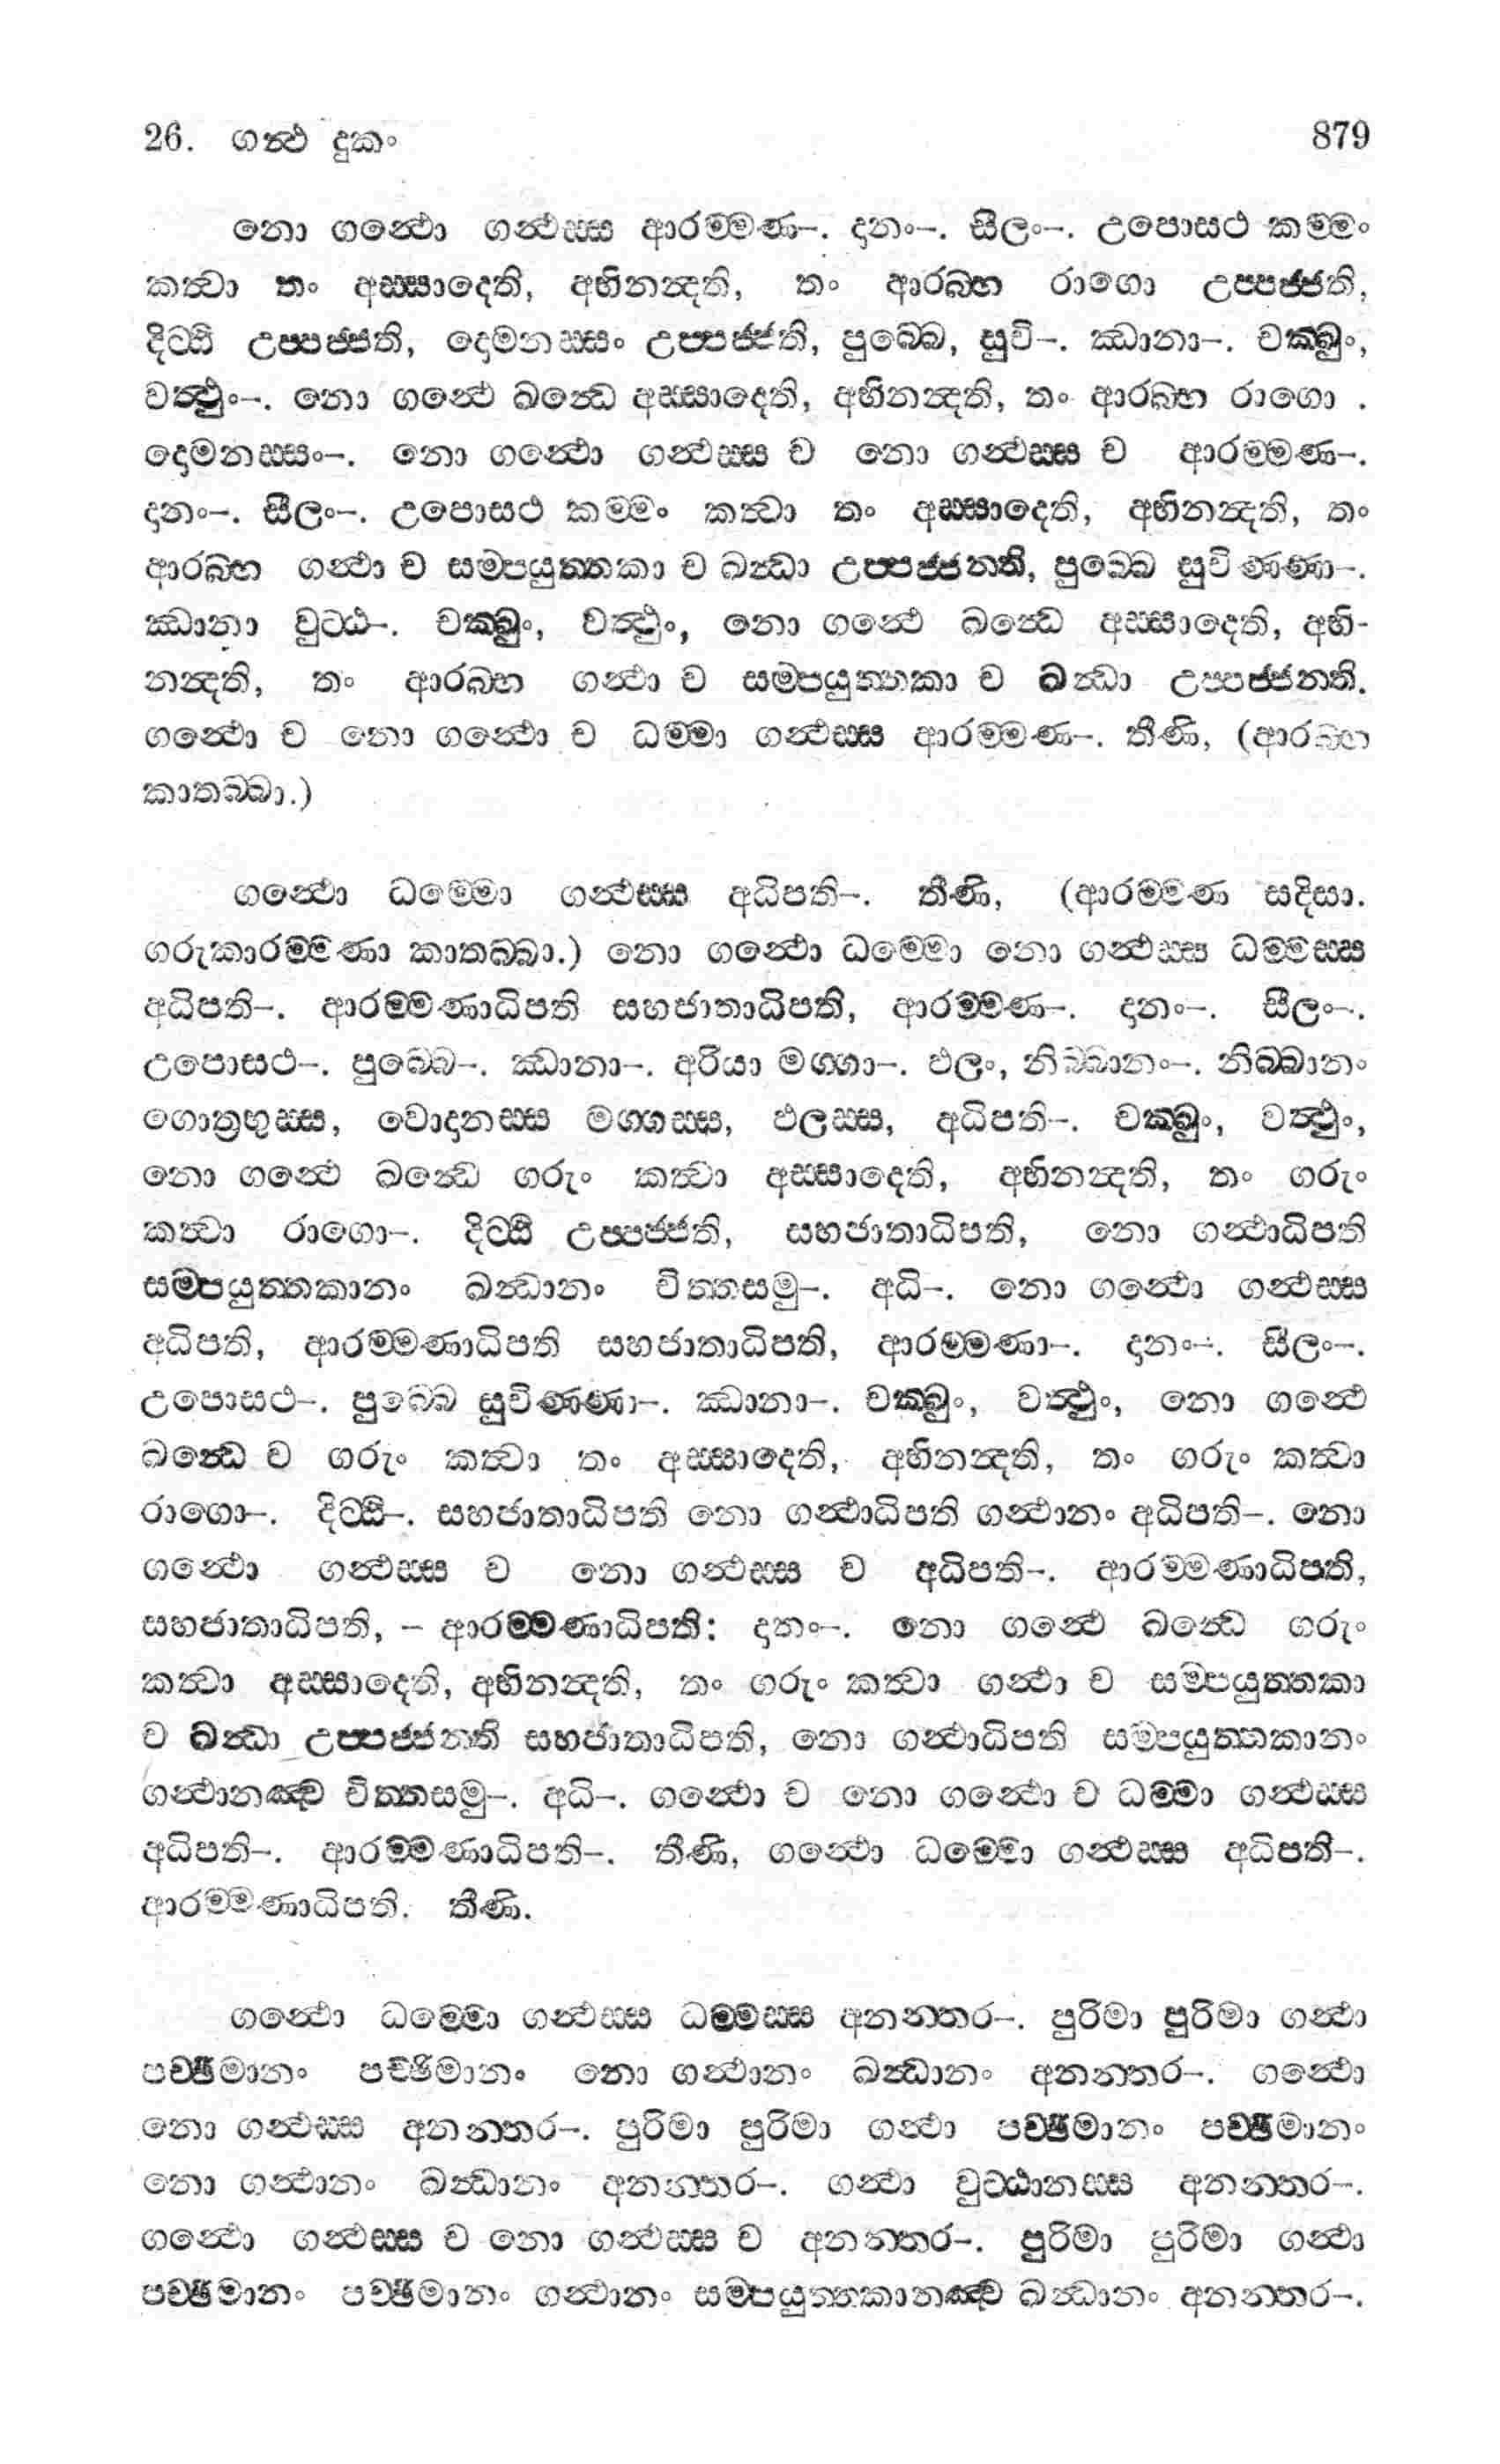 26. ගන්‍ථ දුකං 879
නො ගන්‍ථො ගන්‍ථස්ස ආරම්මණ–. දානං–. සීලං–. උපොසථ කම්මං
කත්‍වා තං අස්සාදෙති, අභිනන්‍දති, තං ආරබ්භ රාගො උප්පජ්ජති,
දිට්ඨි උප්පජ්ජති, දොමනස්සං උප්පජ්ජති, පුබ්බෙ, සුචි–. ඣානා–. චක්ඛුං,
වත්‍ථුං–. නො ගන්‍ථෙ ඛන්‍ධෙ අස්සාදෙති, අභිනන්‍දති, තං ආරබ්භ රාගො .
දොමනස්සං–. නො ගන්‍ථො ගන්‍ථස්ස ච නො ගන්‍ථස්ස ච ආරම්මණ–.
දානං–. සීලං–. උපොසථ කම්මං කත්‍වා තං අස්සාදෙති, අභිනන්‍දති, තං
ආරබ්භ ගන්‍ථා ච සම්පයුත්තකා ච ඛන්‍ධා උප්පජ්ජන්ති, පුබ්බෙ සුචිණ්ණා–.
ඣානා වුට්ඨ–. චක්ඛුං, වත්‍ථුං, නො ගන්‍ථෙ ඛන්‍ධෙ අස්සාදෙති, අභි-
නන්‍දති, තං ආරබ්භ ගන්‍ථා ච සම්පයුත්තකා ච ඛන්‍ධා උප්පජ්ජන්ති.
ගන්‍ථො ච නො ගන්‍ථො ච ධම්මා ගන්‍ථස්ස ආරම්මණ–. තීණි, (ආරබ්භ
කාතබ්බා.)
ගන්‍ථො ධම්මො ගන්‍ථස්ස අධිපති–. තීණි, (ආරම්මණ සදිසා.
ගරුකාරම්මණා කාතබ්බා.) නො ගන්‍ථො ධම්මො නො ගන්‍ථස්ස ධම්මස්ස
අධිපති–. ආරම්මණාධිපති සහජාතාධිපති, ආරම්මණ–. දානං–. සීලං–.
උපොසථ–. පුබ්බෙ–. ඣානා–. අරියා මග්ගා–. ඵලං, නිබ්බානං–. නිබ්බානං
ගොත්‍රභුස්ස, වොදානස්ස මග්ගස්ස, ඵලස්ස, අධිපති–. චක්ඛුං, වත්‍ථුං,
නො ගන්‍ථෙ ඛන්‍ධෙ ගරුං කත්‍වා අස්සාදෙති, අභිනන්‍දති, තං ගරුං
කත්‍වා රාගො–. දිට්ඨි උප්පජ්ජති, සහජාතාධිපති, නො ගන්‍ථාධිපති
සම්පයුත්තකානං ඛන්‍ධානං චිත්තසමු–. අධි–. නො ගන්‍ථො ගන්‍ථස්ස
අධිපති, ආරම්මණාධිපති සහජාතාධිපති, ආරම්මණා–. දානං–. සීලං–.
උපොසථ–. පුබ්බෙ සුචිණ්ණා–. ඣානා–. චක්ඛුං, වත්‍ථුං, නො ගන්‍ථෙ
ඛන්‍ධෙ ච ගරුං කත්‍වා තං අස්සාදෙති, අභිනන්‍දති, තං ගරුං කත්‍වා
රාගො–. දිට්ඨි–. සහජාතාධිපති නො ගන්‍ථාධිපති ගන්‍ථානං අධිපති–. නො
ගන්‍ථො ගන්‍ථස්ස ච නො ගන්‍ථස්ස ච අධිපති–. ආරම්මණාධිපති,
සහජාතාධිපති, – ආරම්මණාධිපති: දානං–. නො ගන්‍ථෙ ඛන්‍ධෙ ගරුං
කත්‍වා අස්සාදෙති, අභිනන්‍දති, තං ගරුං කත්‍වා ගන්‍ථා ච සම්පයුත්තකා
ච ඛන්‍ධා උප්පජ්ජන්ති සහජාතාධිපති, නො ගන්‍ථාධිපති සම්පයුත්තකානං
ගන්‍ථානඤ්ච චිත්තසමු–. අධි–. ගන්‍ථො ච නො ගන්‍ථො ච ධම්මා ගන්‍ථස්ස
අධිපති–. ආරම්මණාධිපති–. තීණි, ගන්‍ථො ධම්මො ගන්‍ථස්ස අධිපති–.
ආරම්මණාධිපති. තීණි.
ගන්‍ථො ධම්මො ගන්‍ථස්ස ධම්මස්ස අනන්තර–. පුරිමා පුරිමා ගන්‍ථා
පච්ඡිමානං පච්ඡිමානං නො ගන්‍ථානං ඛන්‍ධානං අනන්තර–. ගන්‍ථො
නො ගන්‍ථස්ස අනන්තර–. පුරිමා පුරිමා ගන්‍ථා පච්ඡිමානං පච්ඡිමානං
නො ගන්‍ථානං ඛන්‍ධානං අනන්තර–. ගන්‍ථා වුට්ඨානස්ස අනන්තර–.
ගන්‍ථො ගන්‍ථස්ස ච නො ගන්‍ථස්ස ච අනන්තර–. පුරිමා පුරිමා ගන්‍ථා
පච්ඡිමානං පච්ඡිමානං ගන්‍ථානං සම්පයුත්තකානඤ්ච ඛන්‍ධානං අනන්තර–.